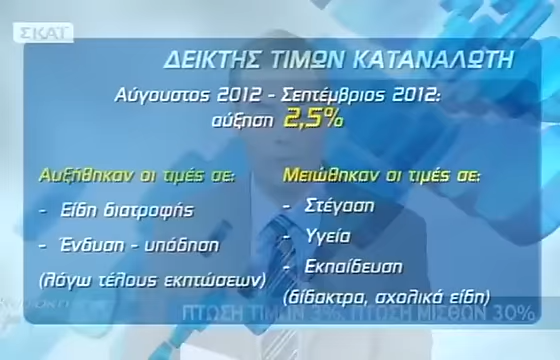 ΣΚΑΪ
ΔΕΙΚΤΗΣ ΤΙΜΩΝ ΚΑΤΑΝΑΛΩΤΗ
Αύγουστος 2012 - Σεπτέμβριος 2012:
αύξηση 2,5%
Αυξήθηκαν οι τιμές σε:
- Είδη διατροφής
- Ένδυση - υπόδηση
(λόγω τέλους εκπτώσεων)
Μειώθηκαν οι τιμές σε:
- Στέγαση
- Υγεία
- Εκπαίδευση
(δίδακτρα, σχολικά είδη)
ΠΤΩΣΗ ΤΙΜΩΝ 3%, ΠΤΩΣΗ ΜΙΣΘΩΝ 30%